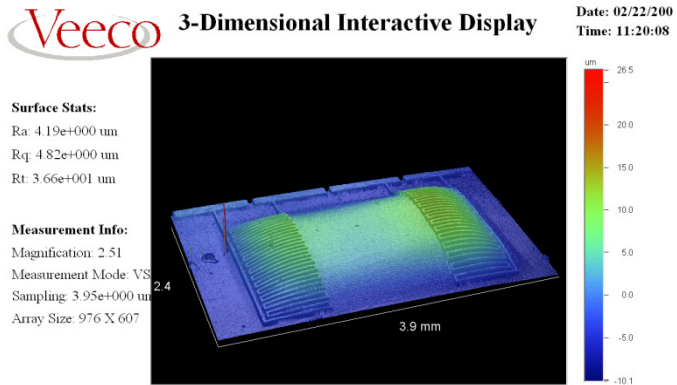 Veeco
3-Dimensional Interactive Display
Date: 02/22/200
Time: 11:20:08
Surface Stats:
Ra: 4.19e+000 um
Rq: 4.82e+000 um
Rt: 3.66e+001 um
Measurement Info:
Magnification: 2.51
Measurement Mode: VS
Sampling: 3.95e+000 um
Array Size: 976 X 607
2.4
3.9 mm
um
26.5
20.0
15.0
10.0
5.0
0.0
-5.0
-10.1